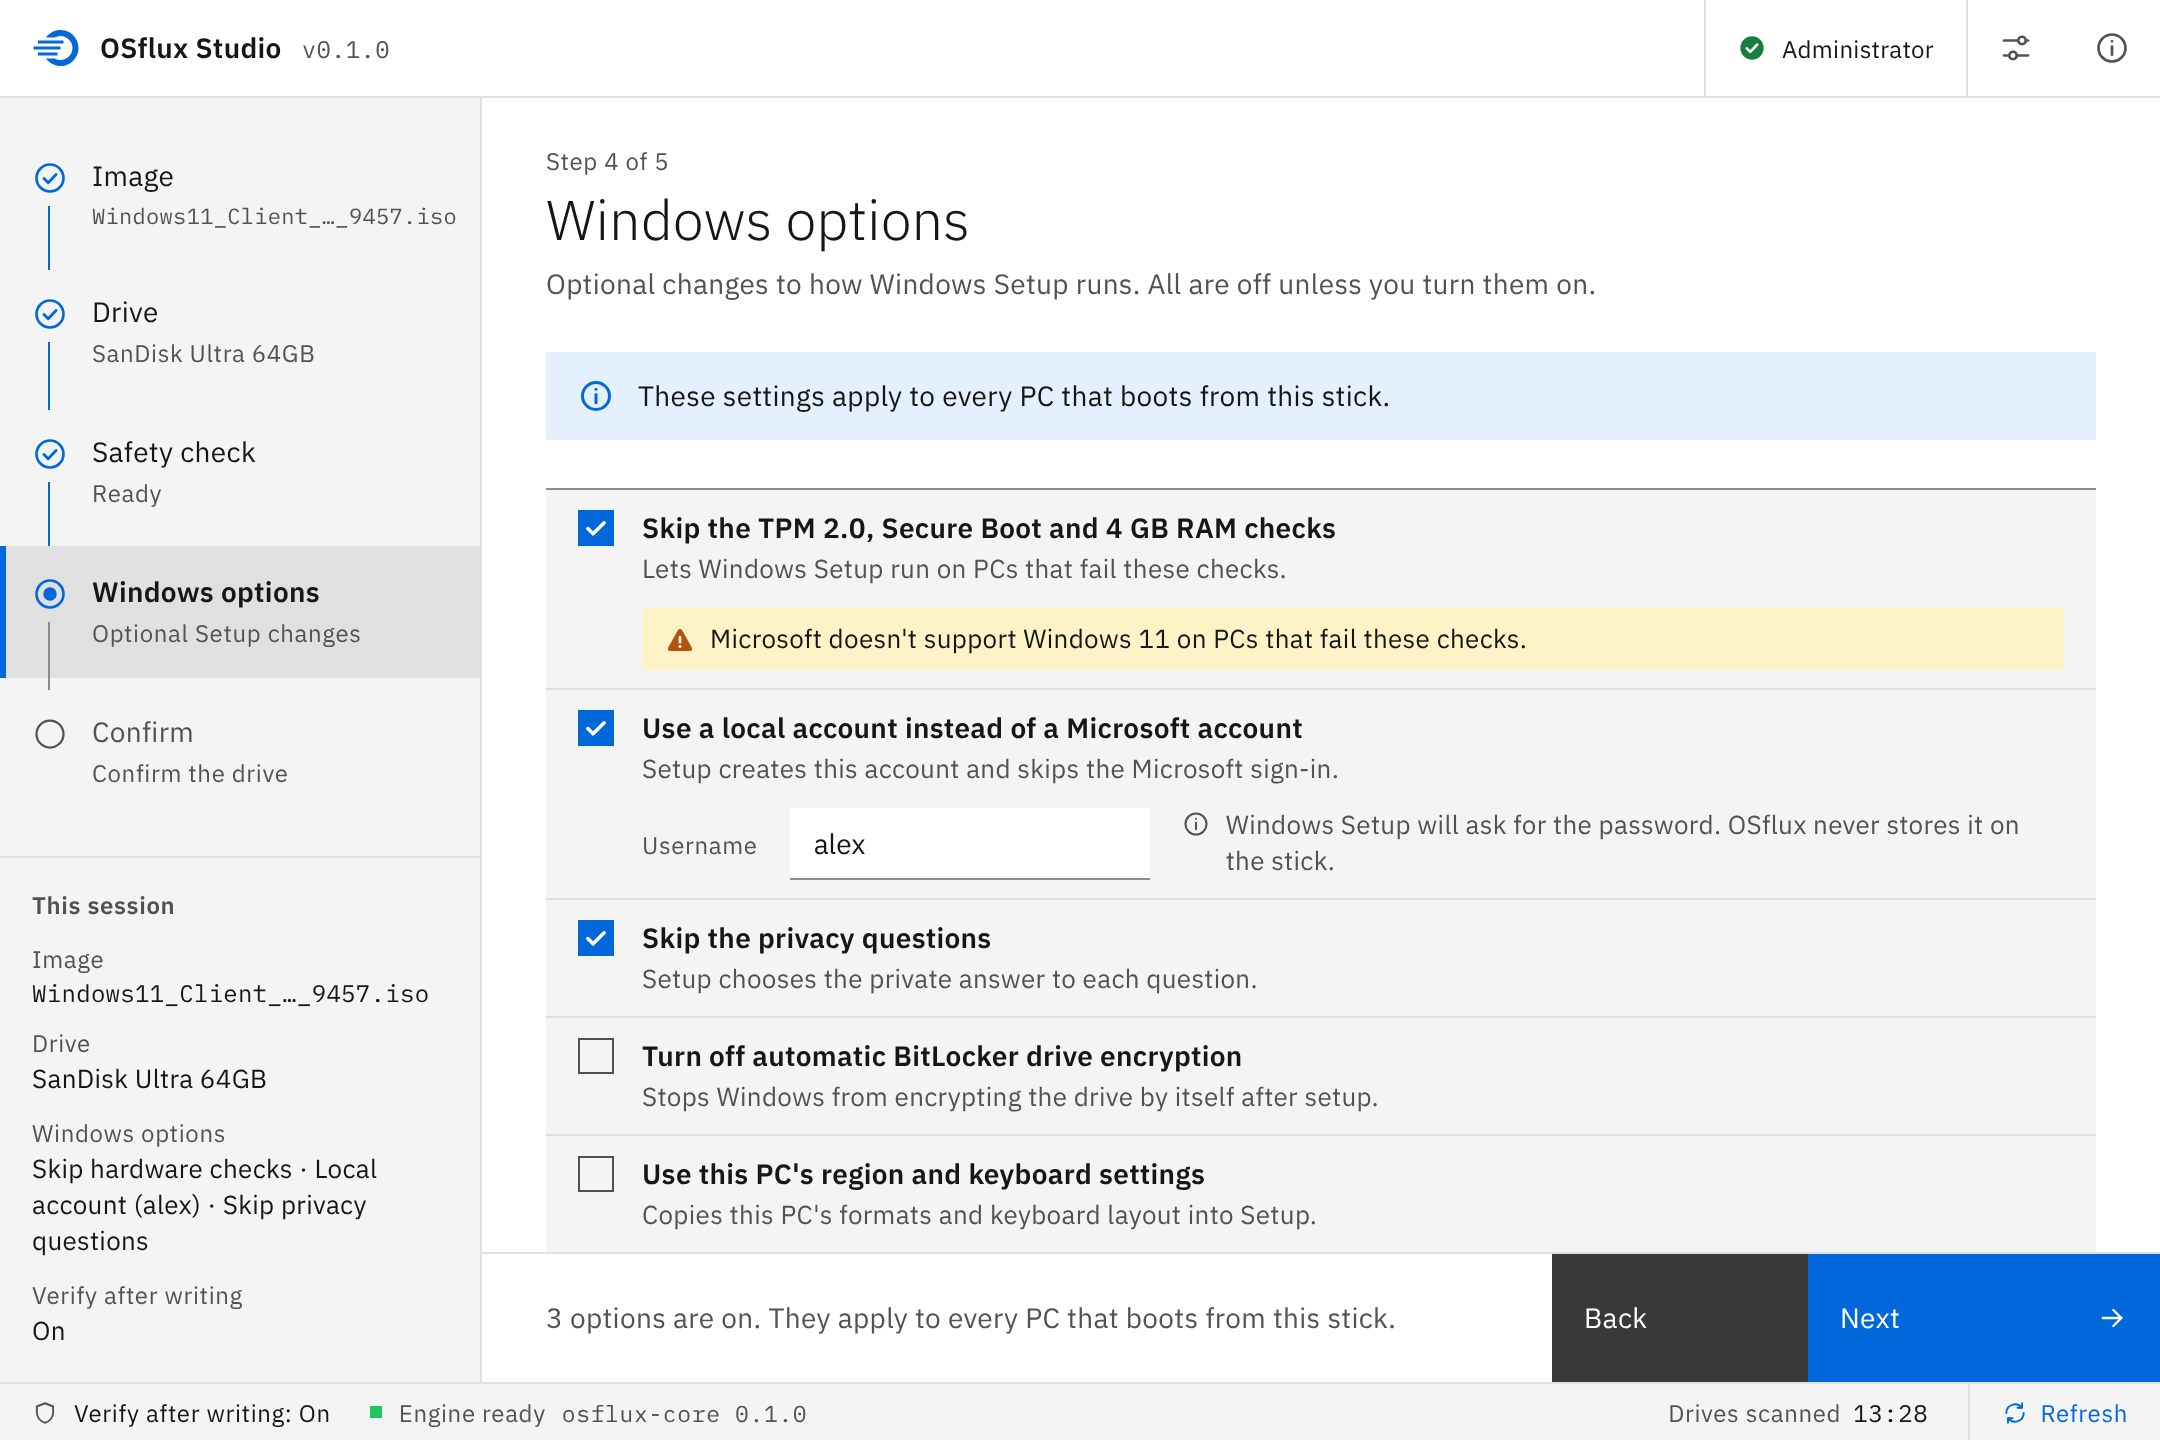 OSflux Studio v0.1.0
Administrator
Image
Windows11_Client_…_9457.iso
Drive
SanDisk Ultra 64GB
Safety check
Ready
Windows options
Optional Setup changes
Confirm
Confirm the drive
This session
Image
Windows11_Client_…_9457.iso
Drive
SanDisk Ultra 64GB
Windows options
Skip hardware checks · Local
account (alex) · Skip privacy
questions
Verify after writing
On
Step 4 of 5
Windows options
Optional changes to how Windows Setup runs. All are off unless you turn them on.
These settings apply to every PC that boots from this stick.
Skip the TPM 2.0, Secure Boot and 4 GB RAM checks
Lets Windows Setup run on PCs that fail these checks.
Microsoft doesn't support Windows 11 on PCs that fail these checks.
Use a local account instead of a Microsoft account
Setup creates this account and skips the Microsoft sign-in.
Username
alex
Windows Setup will ask for the password. OSflux never stores it on
the stick.
Skip the privacy questions
Setup chooses the private answer to each question.
Turn off automatic BitLocker drive encryption
Stops Windows from encrypting the drive by itself after setup.
Use this PC's region and keyboard settings
Copies this PC's formats and keyboard layout into Setup.
3 options are on. They apply to every PC that boots from this stick.
Back
Next
Verify after writing: On
Engine ready osflux-core 0.1.0
Drives scanned 13:28
Refresh